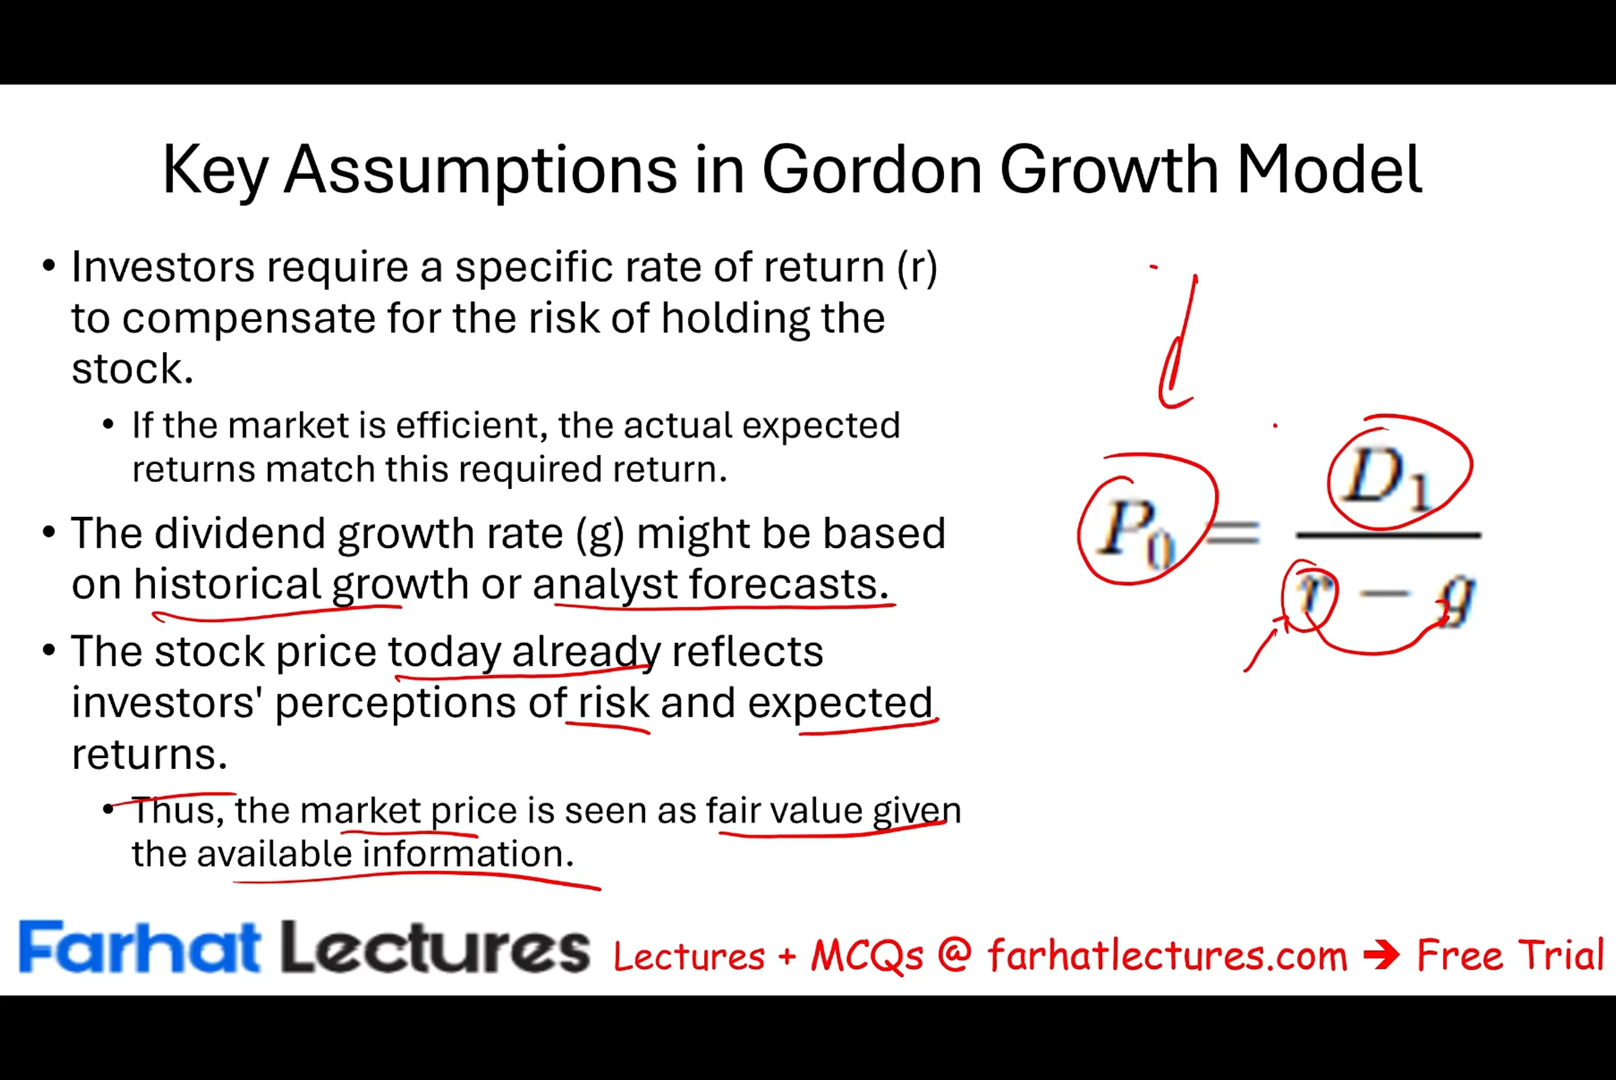 Key Assumptions in Gordon Growth Model
• Investors require a specific rate of return (r)
to compensate for the risk of holding the
stock.
• If the market is efficient, the actual expected
returns match this required return.
• The dividend growth rate (g) might be based
on historical growth or analyst forecasts.
• The stock price today already reflects
investors' perceptions of risk and expected
returns.
• Thus, the market price is seen as fair value given
the available information.
P₀ = D₁ / (r − g)
Farhat Lectures Lectures + MCQs @ farhatlectures.com ➔ Free Trial